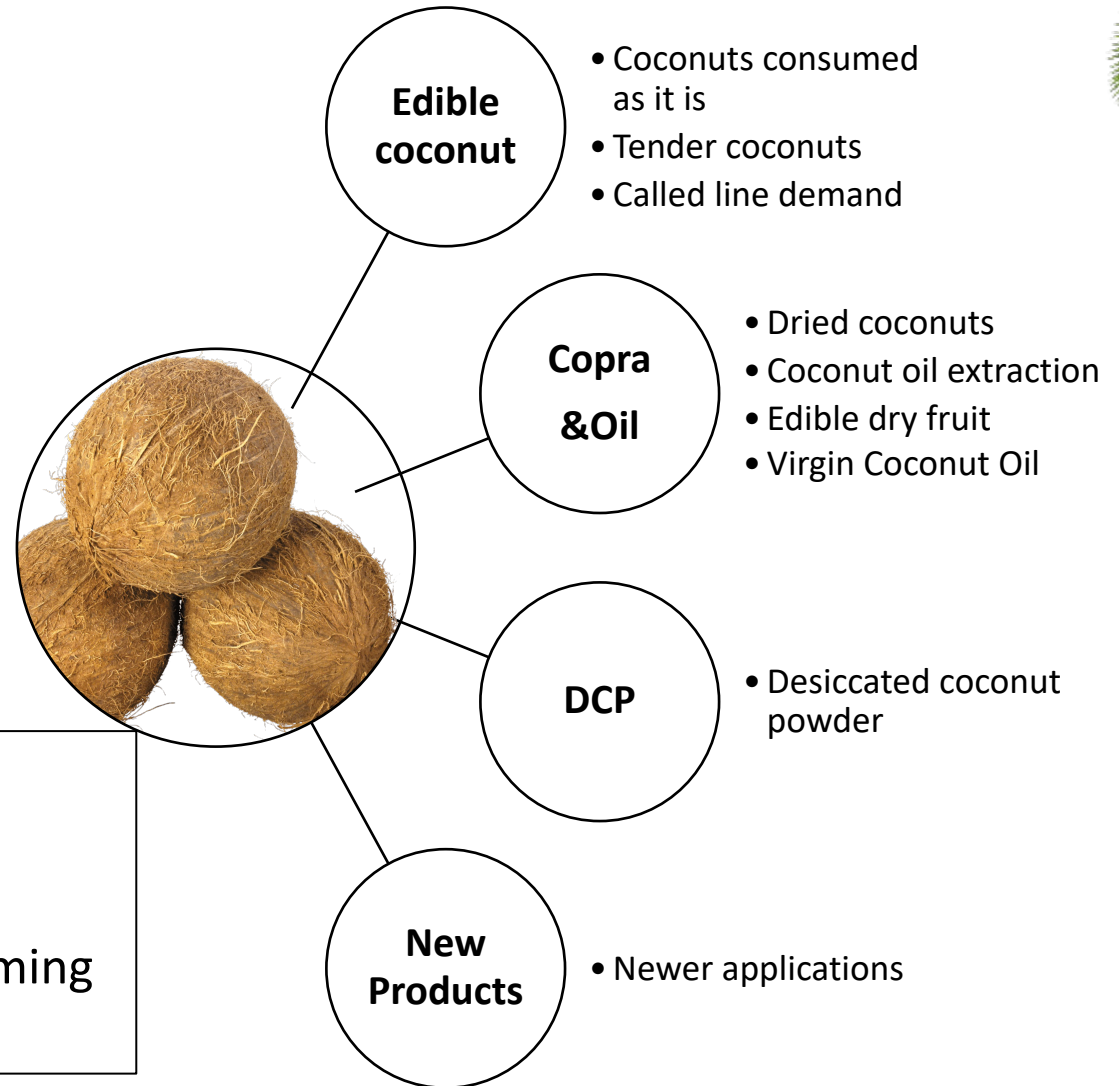 Edible
coconut
• Coconuts consumed
as it is
• Tender coconuts
• Called line demand
Copra
&Oil
• Dried coconuts
• Coconut oil extraction
• Edible dry fruit
• Virgin Coconut Oil
DCP
• Desiccated coconut
powder
New
Products
• Newer applications